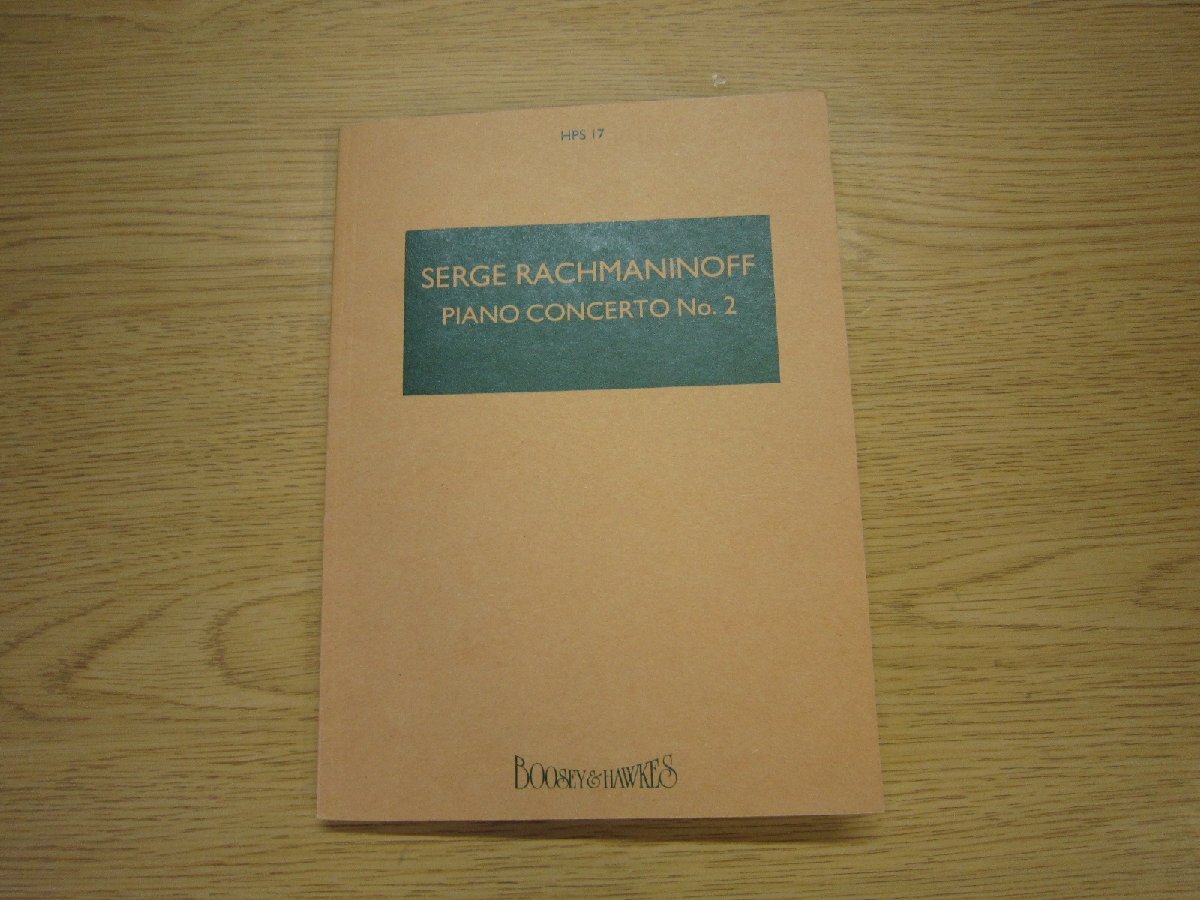 HPS 17
SERGE RACHMANINOFF
PIANO CONCERTO No. 2
BOOSEY & HAWKES